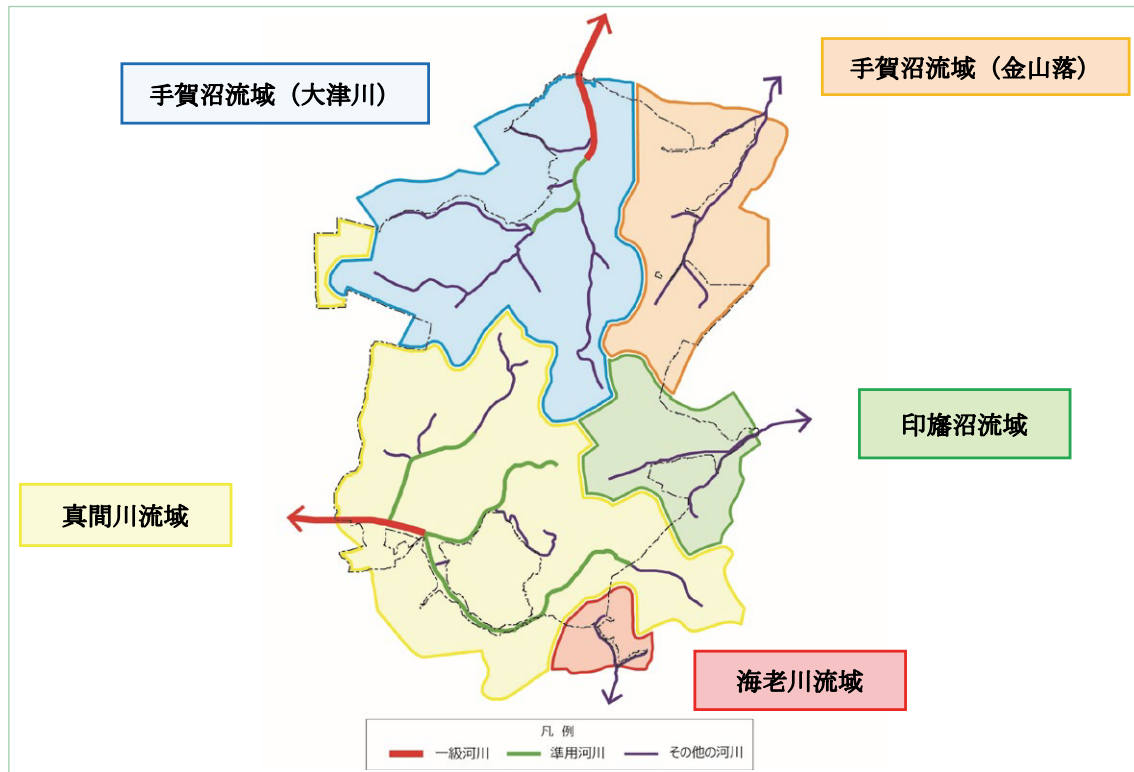 手賀沼流域（大津川）
手賀沼流域（金山落）
印旛沼流域
真間川流域
海老川流域
凡 例
一級河川 準用河川 その他の河川